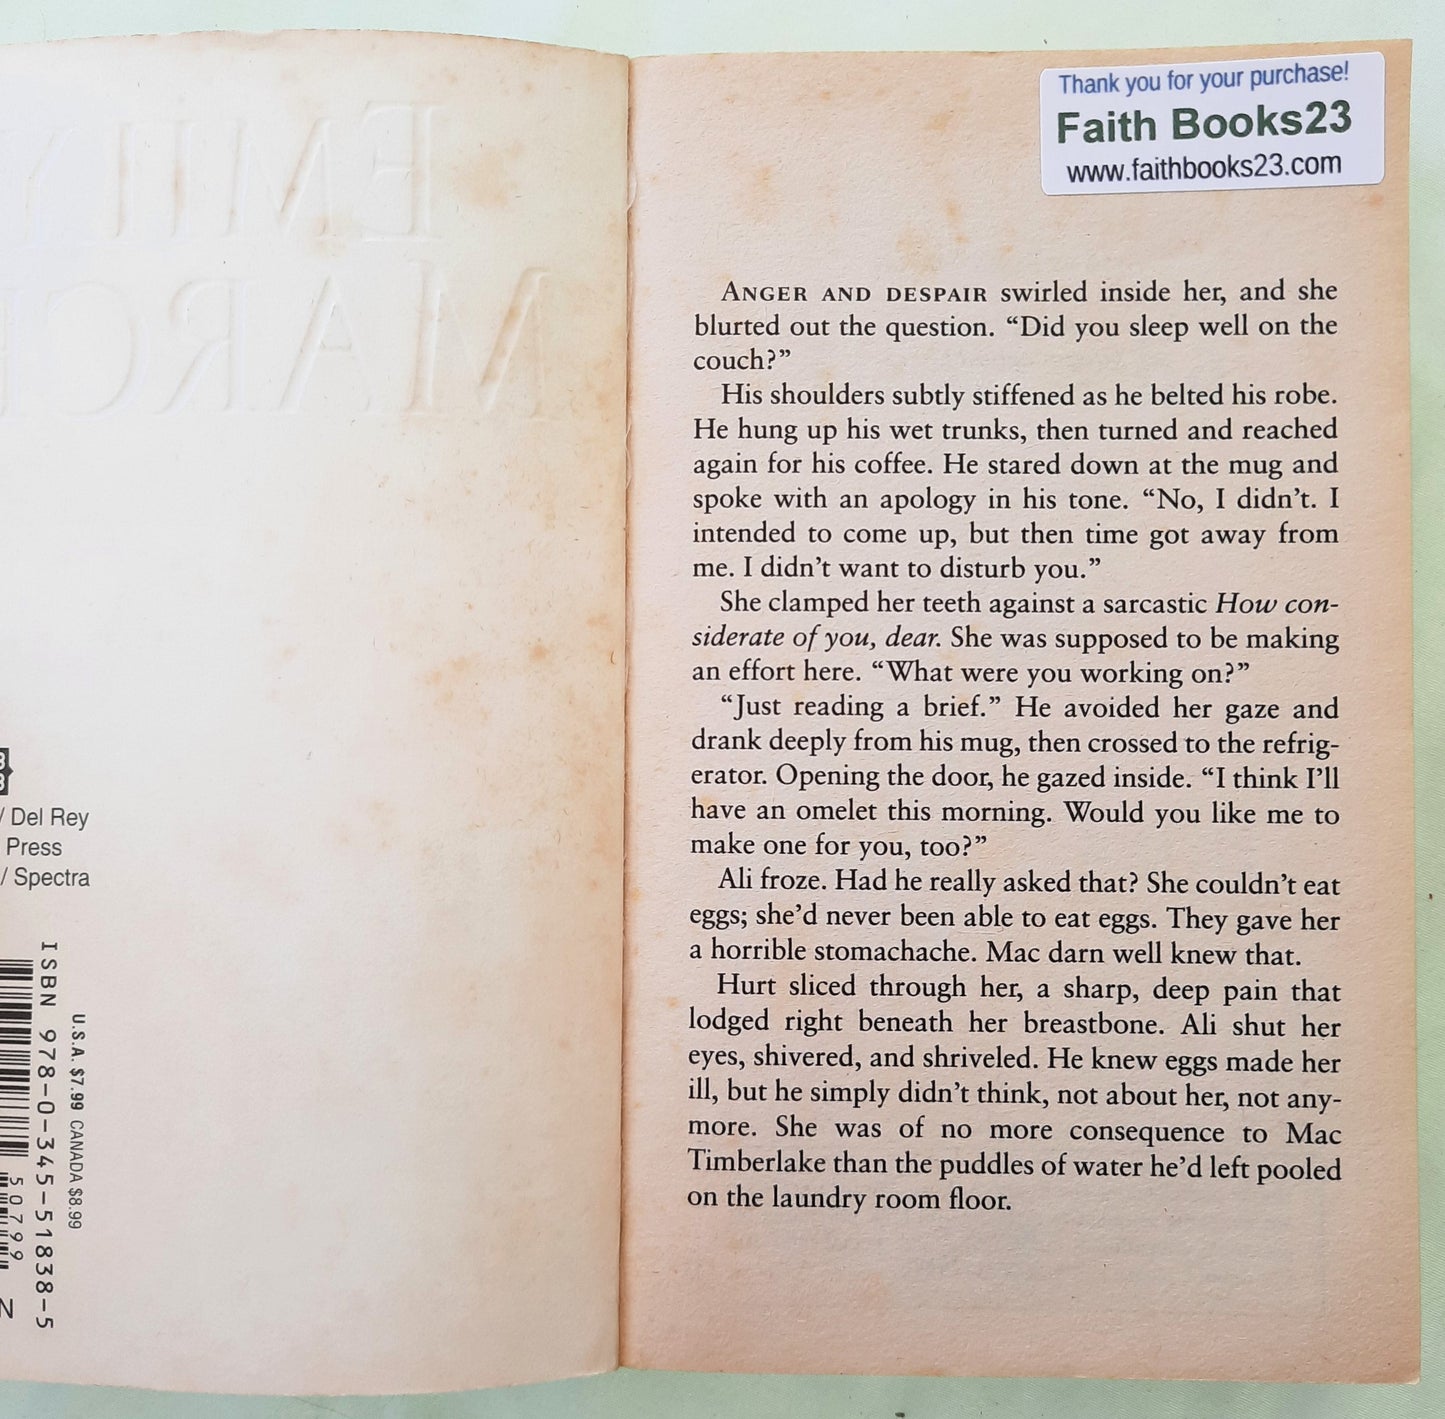 EMILY
MARCH
/ Del Rey
Press
/ Spectra
ISBN 978-0-345-51838-5
U.S.A. $7.99 CANADA $8.99
50799
Thank you for your purchase!
Faith Books23
www.faithbooks23.com
ANGER AND DESPAIR swirled inside her, and she
blurted out the question. “Did you sleep well on the
couch?”
His shoulders subtly stiffened as he belted his robe.
He hung up his wet trunks, then turned and reached
again for his coffee. He stared down at the mug and
spoke with an apology in his tone. “No, I didn’t. I
intended to come up, but then time got away from
me. I didn’t want to disturb you.”
She clamped her teeth against a sarcastic How con-
siderate of you, dear. She was supposed to be making
an effort here. “What were you working on?”
“Just reading a brief.” He avoided her gaze and
drank deeply from his mug, then crossed to the refrig-
erator. Opening the door, he gazed inside. “I think I’ll
have an omelet this morning. Would you like me to
make one for you, too?”
Ali froze. Had he really asked that? She couldn’t eat
eggs; she’d never been able to eat eggs. They gave her
a horrible stomachache. Mac darn well knew that.
Hurt sliced through her, a sharp, deep pain that
lodged right beneath her breastbone. Ali shut her
eyes, shivered, and shriveled. He knew eggs made her
ill, but he simply didn’t think, not about her, not any-
more. She was of no more consequence to Mac
Timberlake than the puddles of water he’d left pooled
on the laundry room floor.